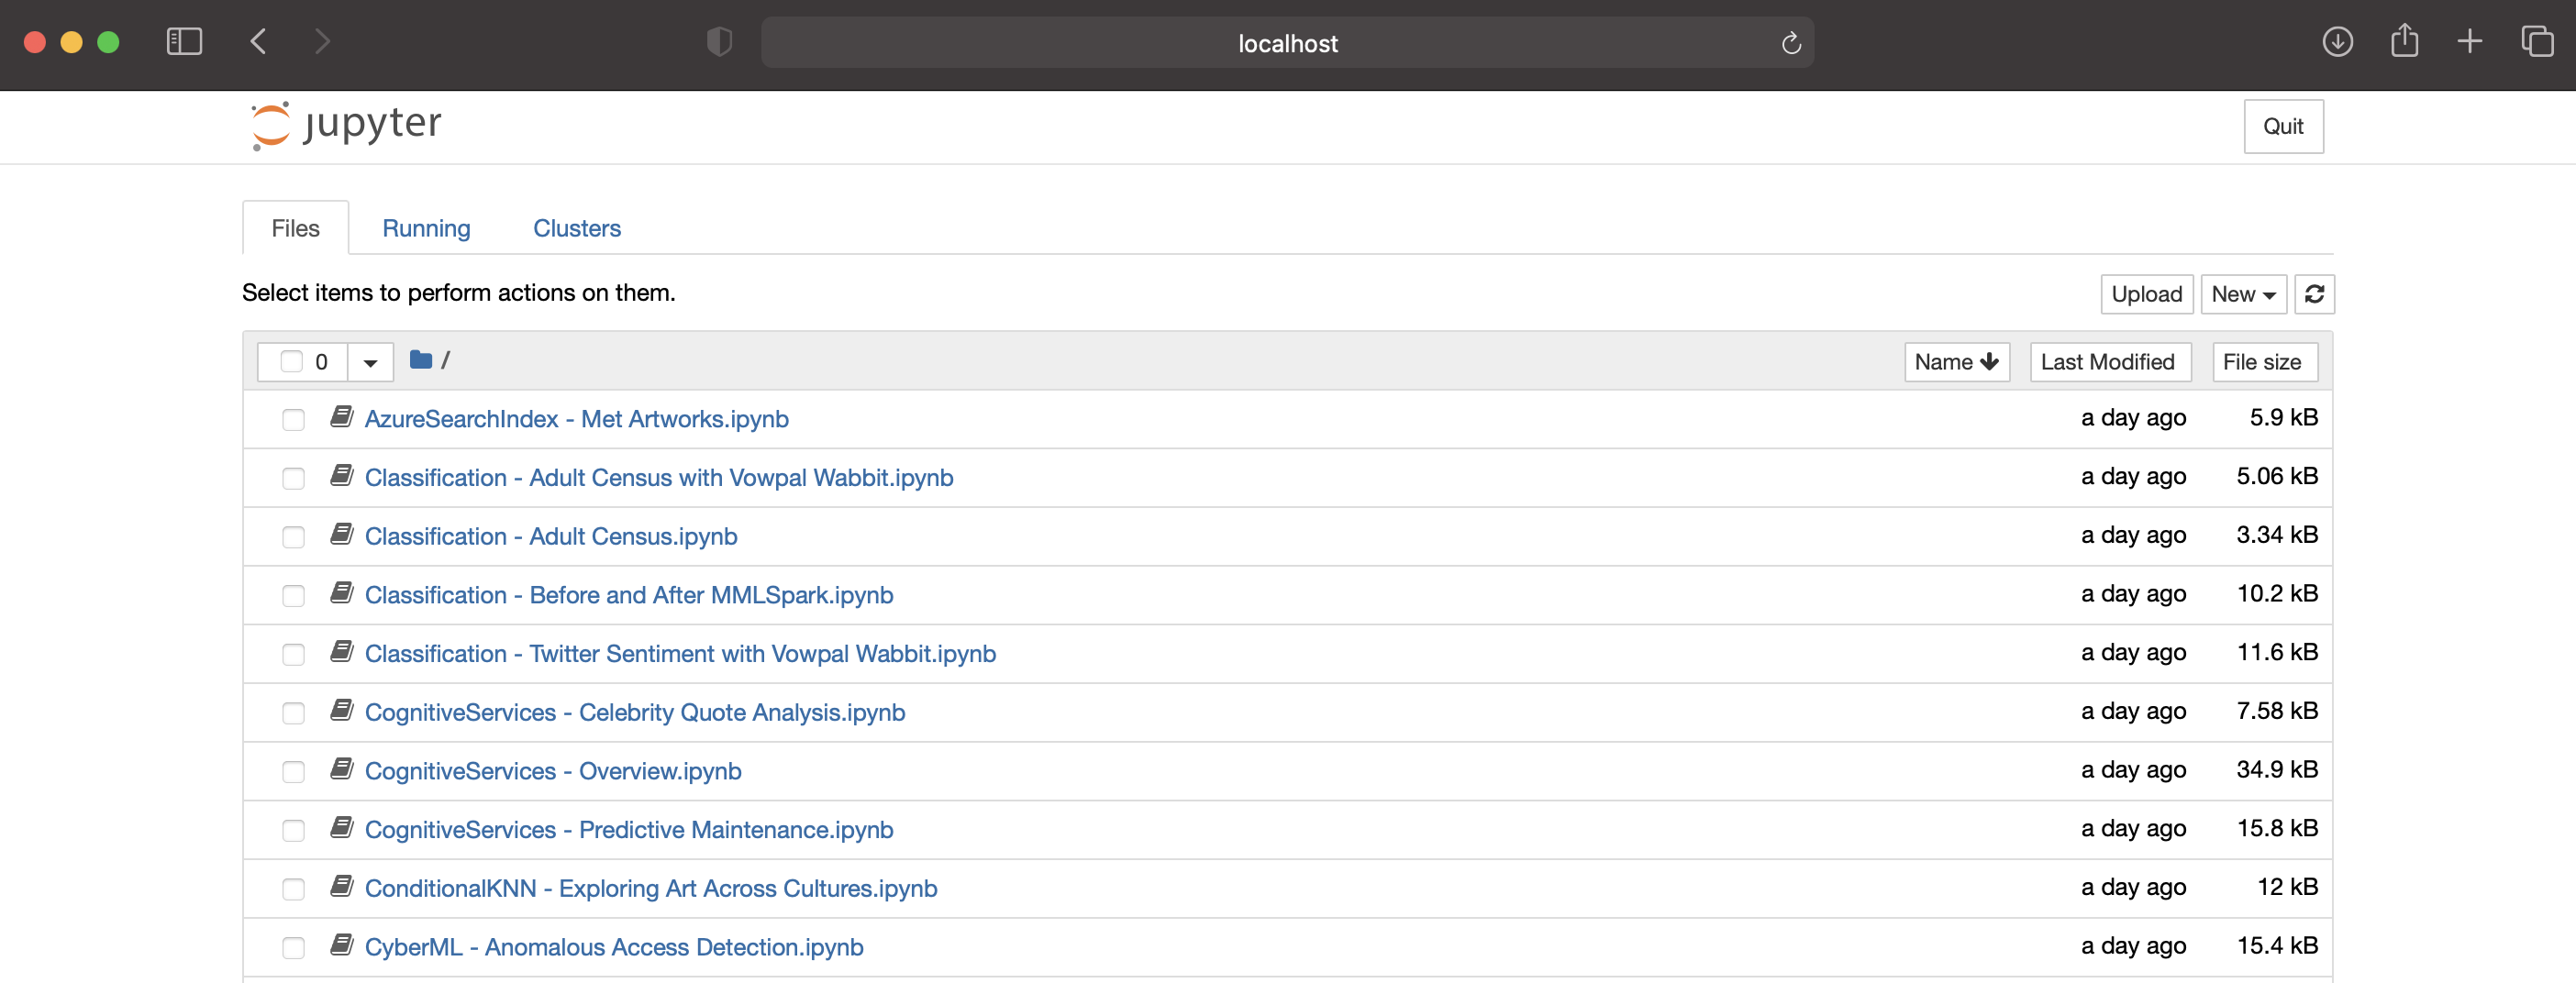 localhost
jupyter
Quit
Files Running Clusters
Select items to perform actions on them.
Upload New
0 / Name Last Modified File size
AzureSearchIndex - Met Artworks.ipynb a day ago 5.9 kB
Classification - Adult Census with Vowpal Wabbit.ipynb a day ago 5.06 kB
Classification - Adult Census.ipynb a day ago 3.34 kB
Classification - Before and After MMLSpark.ipynb a day ago 10.2 kB
Classification - Twitter Sentiment with Vowpal Wabbit.ipynb a day ago 11.6 kB
CognitiveServices - Celebrity Quote Analysis.ipynb a day ago 7.58 kB
CognitiveServices - Overview.ipynb a day ago 34.9 kB
CognitiveServices - Predictive Maintenance.ipynb a day ago 15.8 kB
ConditionalKNN - Exploring Art Across Cultures.ipynb a day ago 12 kB
CyberML - Anomalous Access Detection.ipynb a day ago 15.4 kB